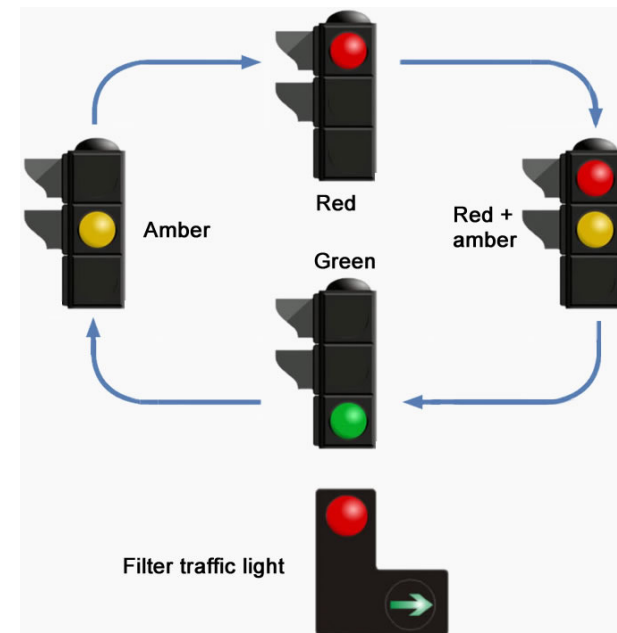 Red
Amber
Red +
amber
Green
Filter traffic light